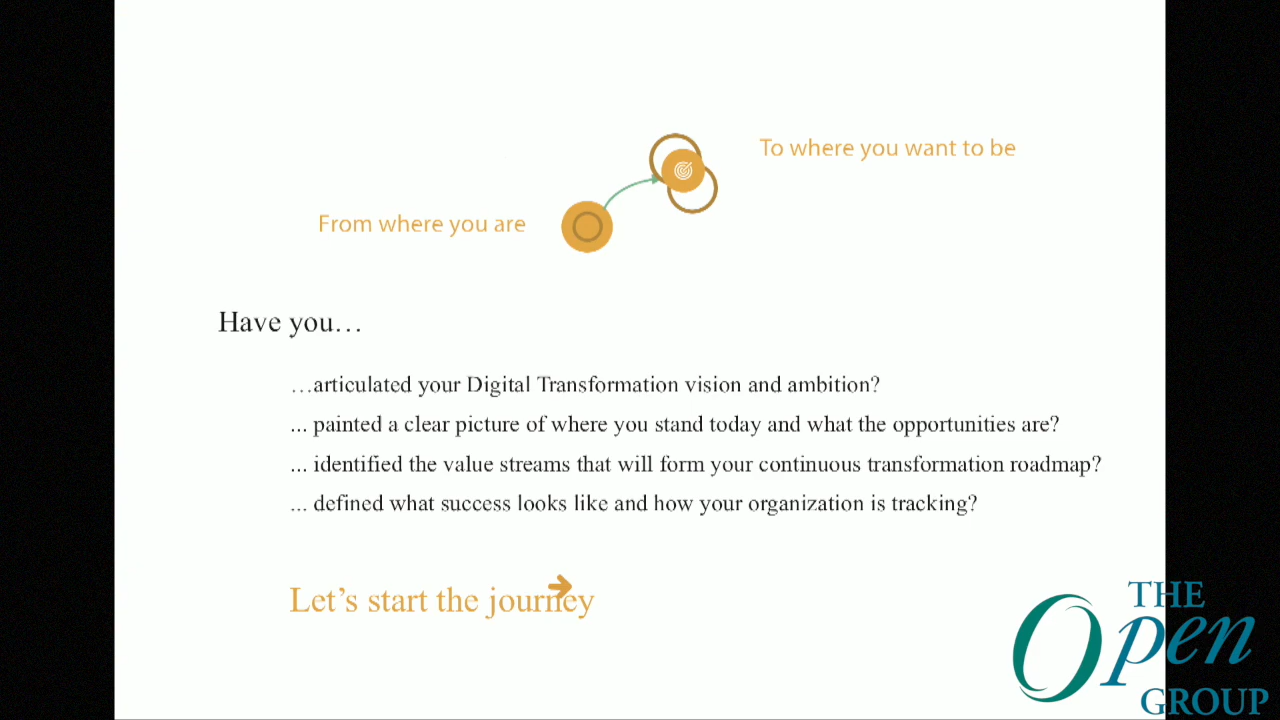 To where you want to be
From where you are
Have you…
…articulated your Digital Transformation vision and ambition?
... painted a clear picture of where you stand today and what the opportunities are?
... identified the value streams that will form your continuous transformation roadmap?
... defined what success looks like and how your organization is tracking?
Let’s start the journey
THE
Open
GROUP